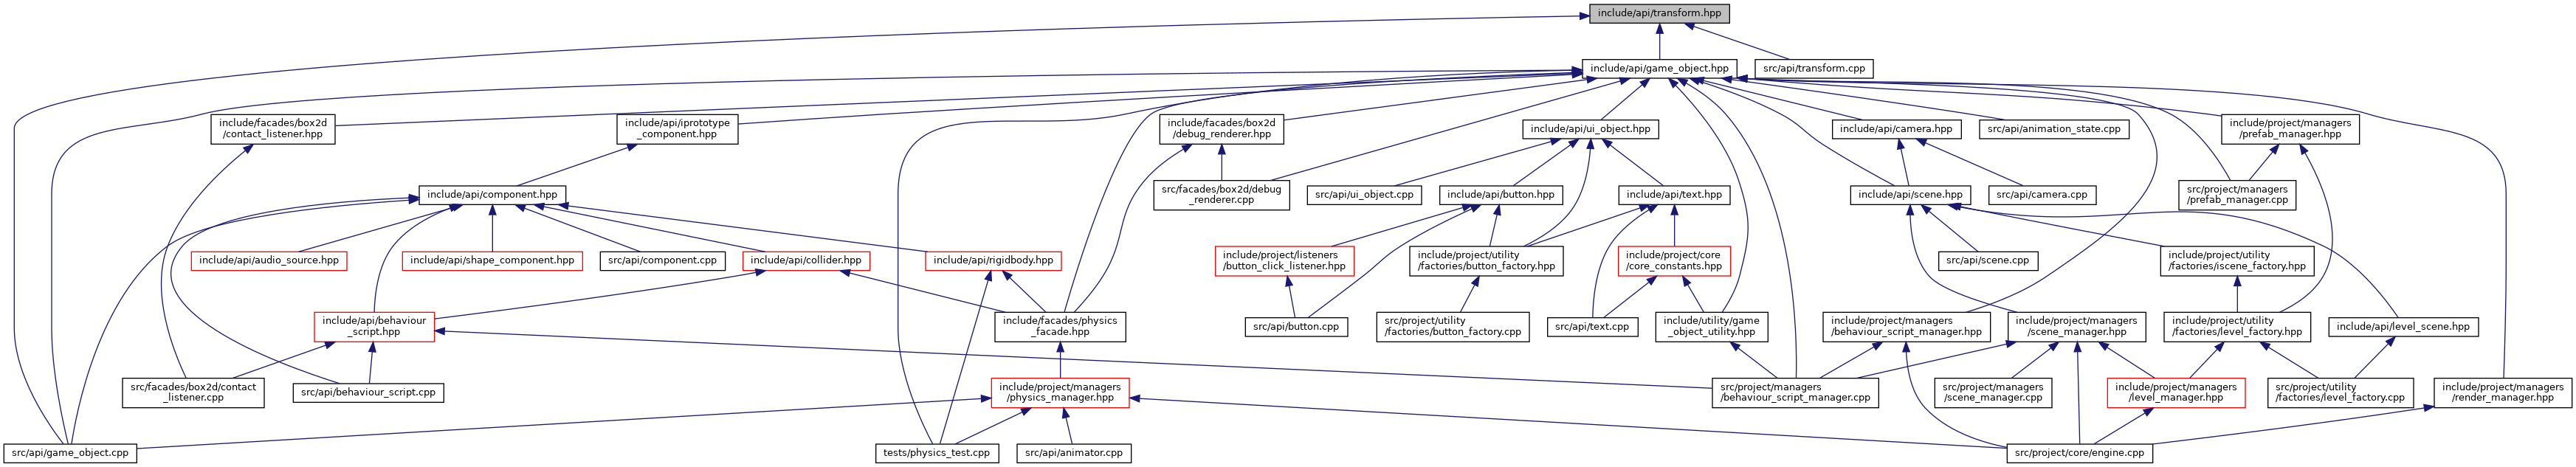 include/api/transform.hpp
include/api/game_object.hpp
src/api/transform.cpp
include/facades/box2d
/contact_listener.hpp
include/api/iprototype
_component.hpp
include/facades/box2d
/debug_renderer.hpp
include/api/ui_object.hpp
include/api/camera.hpp
src/api/animation_state.cpp
include/project/managers
/prefab_manager.hpp
include/api/component.hpp
src/facades/box2d/debug
_renderer.cpp
src/api/ui_object.cpp
include/api/button.hpp
include/api/text.hpp
include/api/scene.hpp
src/api/camera.cpp
src/project/managers
/prefab_manager.cpp
include/api/audio_source.hpp
include/api/shape_component.hpp
src/api/component.cpp
include/api/collider.hpp
include/api/rigidbody.hpp
include/project/listeners
/button_click_listener.hpp
include/project/utility
/factories/button_factory.hpp
include/project/core
/core_constants.hpp
src/api/scene.cpp
include/project/utility
/factories/iscene_factory.hpp
include/api/behaviour
_script.hpp
include/facades/physics
_facade.hpp
src/api/button.cpp
src/project/utility
/factories/button_factory.cpp
src/api/text.cpp
include/utility/game
_object_utility.hpp
include/project/managers
/behaviour_script_manager.hpp
include/project/managers
/scene_manager.hpp
include/project/utility
/factories/level_factory.hpp
include/api/level_scene.hpp
src/facades/box2d/contact
_listener.cpp
src/api/behaviour_script.cpp
include/project/managers
/physics_manager.hpp
src/project/managers
/behaviour_script_manager.cpp
src/project/managers
/scene_manager.cpp
include/project/managers
/level_manager.hpp
src/project/utility
/factories/level_factory.cpp
include/project/managers
/render_manager.hpp
src/api/game_object.cpp
tests/physics_test.cpp
src/api/animator.cpp
src/project/core/engine.cpp